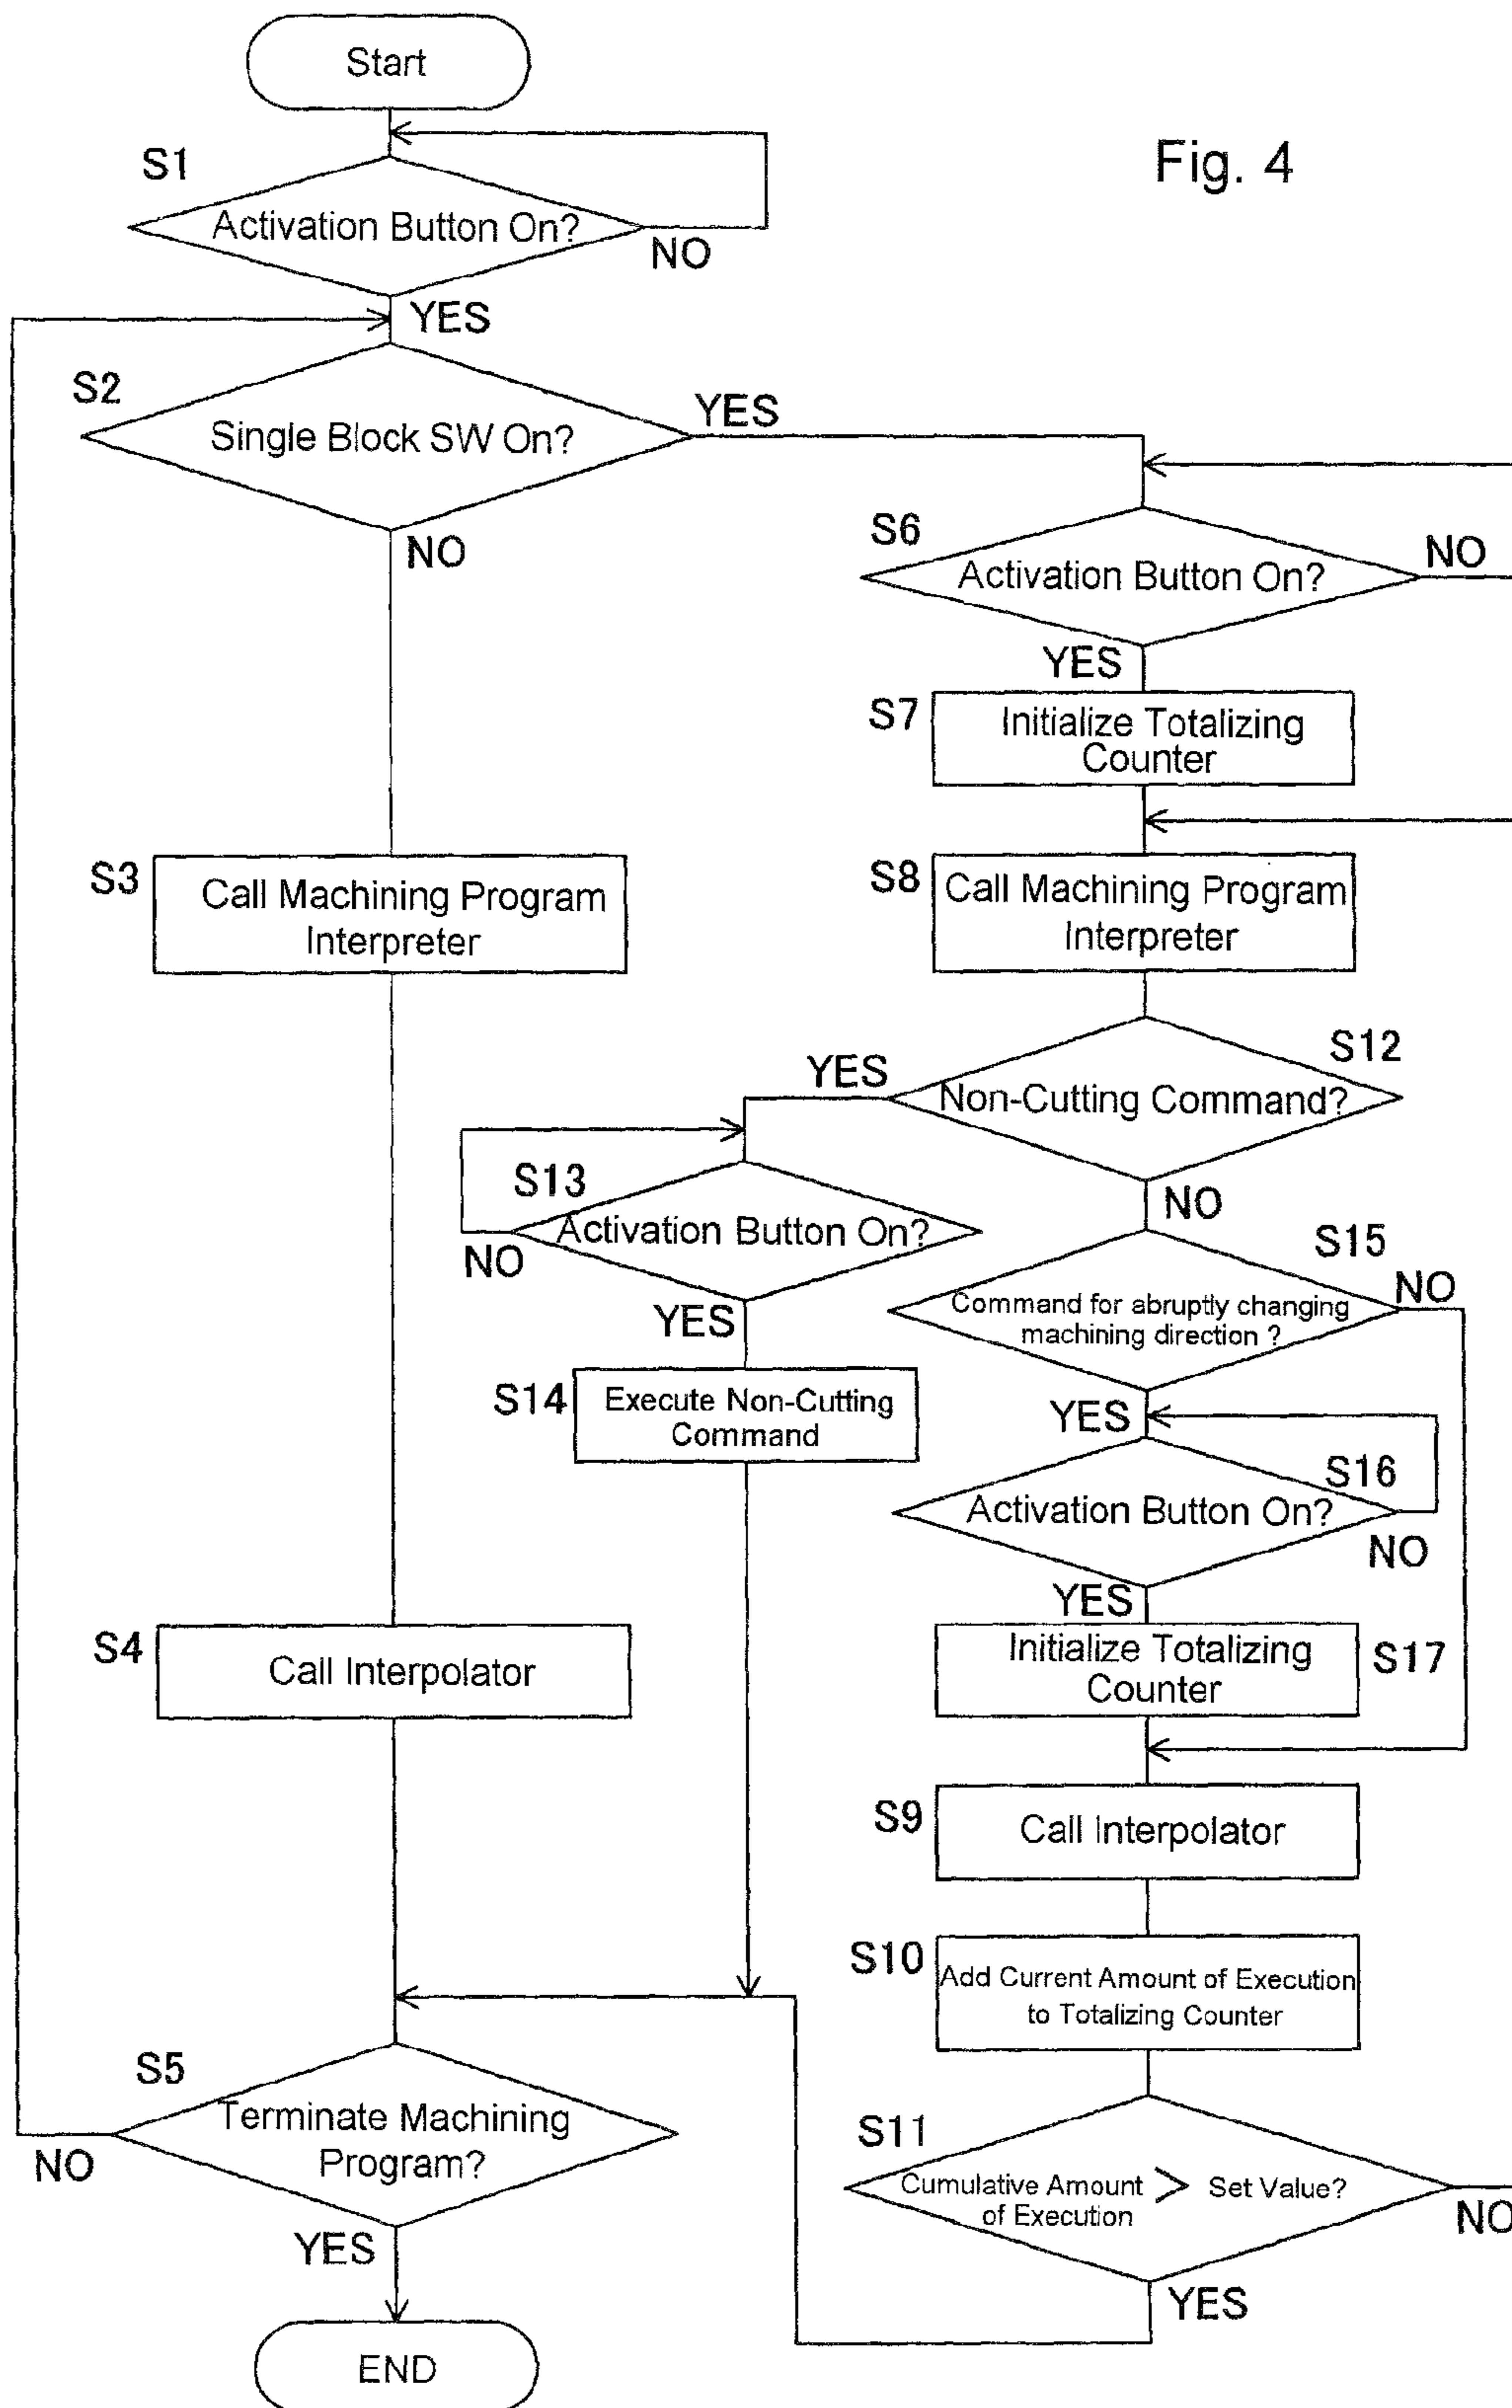 Start
Fig. 4
S1
Activation Button On?
NO
YES
S2
Single Block SW On?
YES
NO
S6
Activation Button On?
NO
YES
S7
Initialize Totalizing
Counter
S3
Call Machining Program
Interpreter
S8
Call Machining Program
Interpreter
S12
Non-Cutting Command?
YES
NO
S13
Activation Button On?
NO
YES
S15
Command for abruptly changing
machining direction ?
NO
YES
S14
Execute Non-Cutting
Command
S16
Activation Button On?
NO
YES
S4
Call Interpolator
Initialize Totalizing
Counter
S17
S9
Call Interpolator
S10
Add Current Amount of Execution
to Totalizing Counter
S5
Terminate Machining
Program?
NO
YES
S11
Cumulative Amount
of Execution
> Set Value?
NO
YES
END